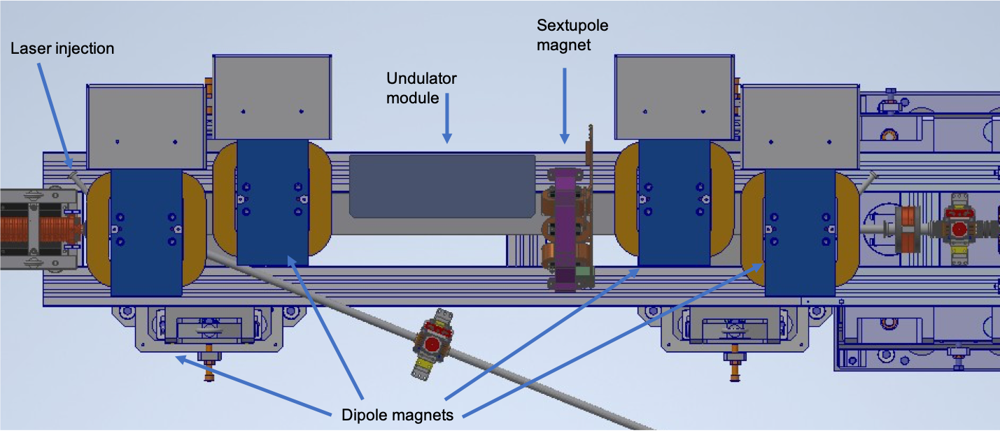 Sextupole
magnet
Laser injection
Undulator
module
Dipole magnets